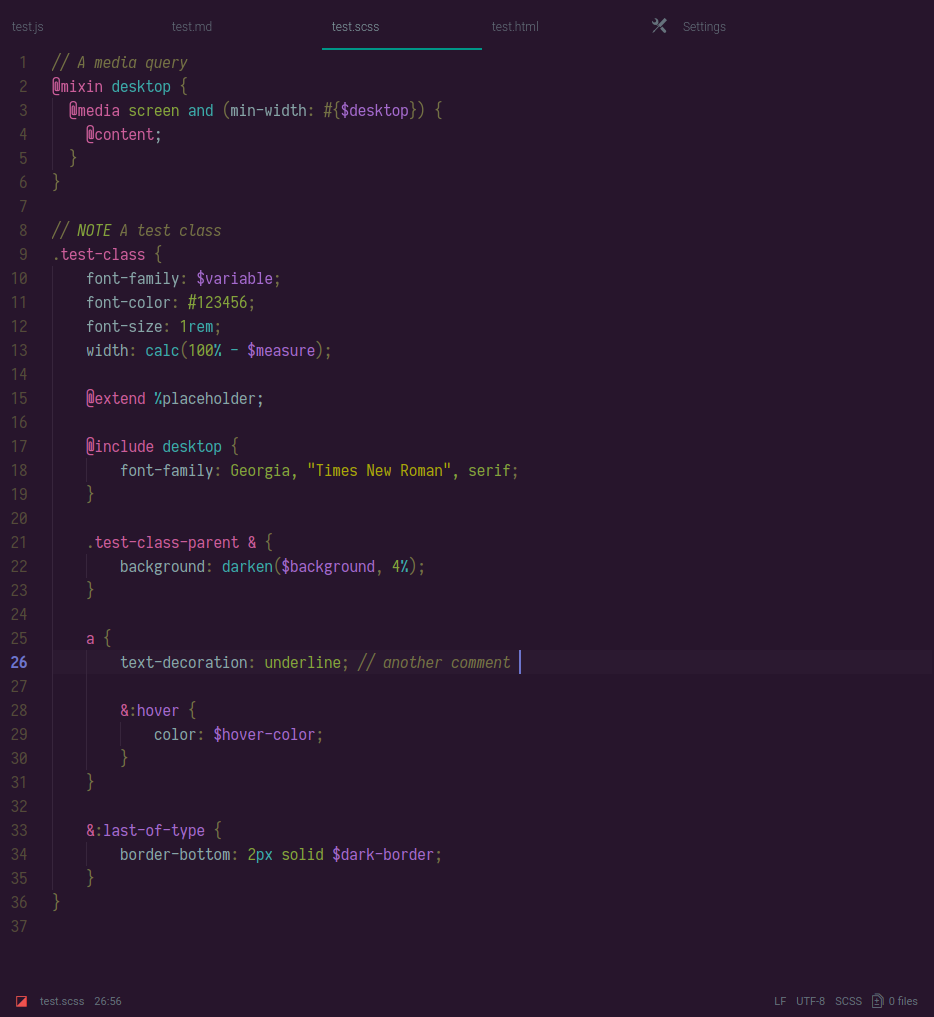 test.js test.md test.scss test.html Settings
1 // A media query
2 @mixin desktop {
3 @media screen and (min-width: #{$desktop}) {
4 @content;
5 }
6 }
7
8 // NOTE A test class
9 .test-class {
10 font-family: $variable;
11 font-color: #123456;
12 font-size: 1rem;
13 width: calc(100% - $measure);
14
15 @extend %placeholder;
16
17 @include desktop {
18 font-family: Georgia, "Times New Roman", serif;
19 }
20
21 .test-class-parent & {
22 background: darken($background, 4%);
23 }
24
25 a {
26 text-decoration: underline; // another comment
27
28 &:hover {
29 color: $hover-color;
30 }
31 }
32
33 &:last-of-type {
34 border-bottom: 2px solid $dark-border;
35 }
36 }
37
test.scss 26:56 LF UTF-8 SCSS 0 files